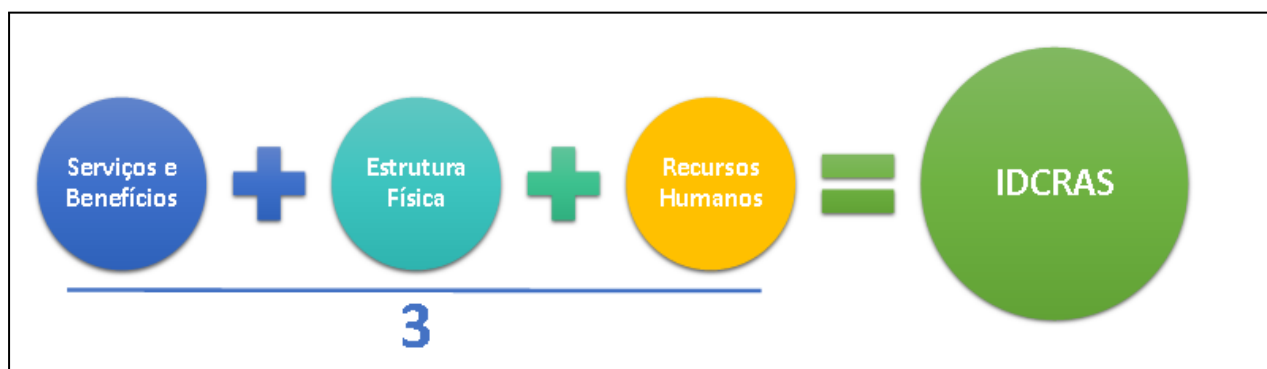 Serviços e
Benefícios
Estrutura
Física
Recursos
Humanos
IDCRAS
3